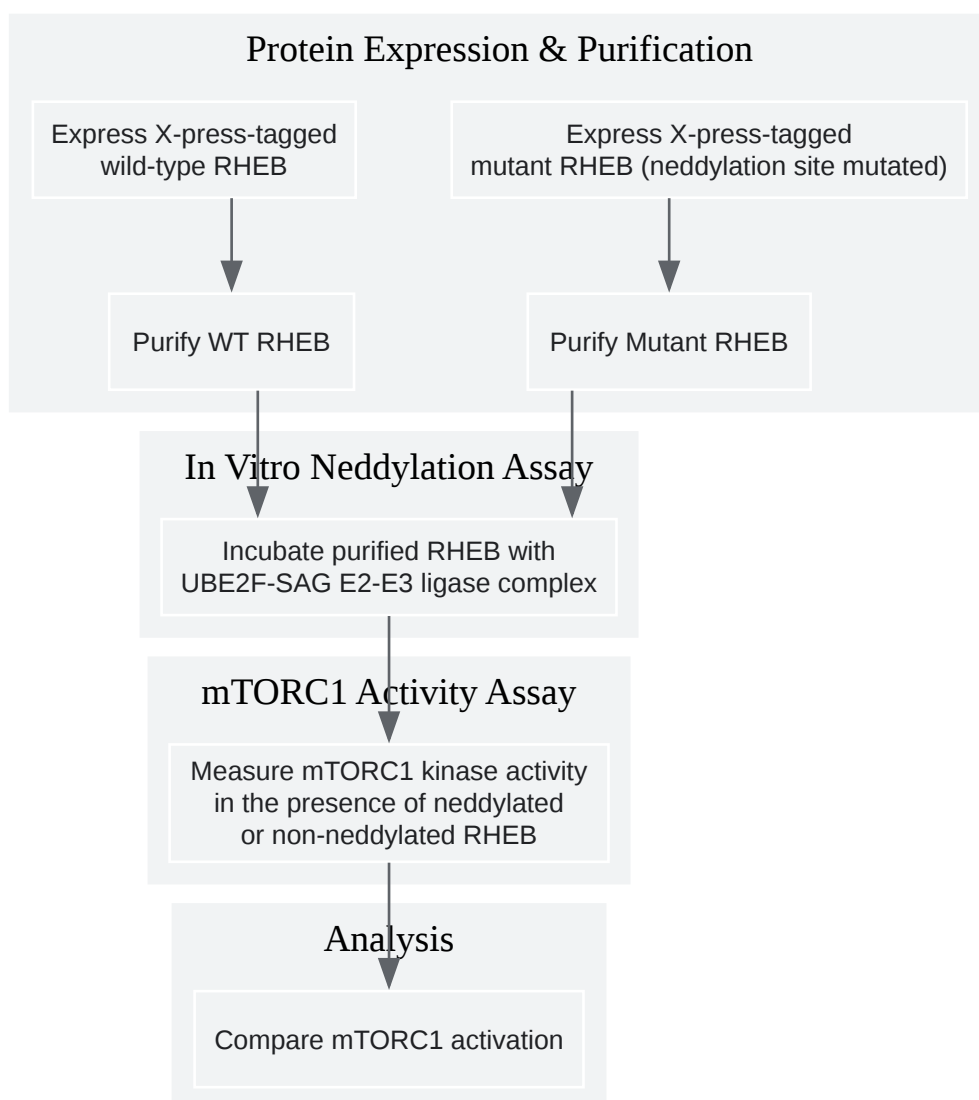 Protein Expression & Purification
Express X-press-tagged
wild-type RHEB
Express X-press-tagged
mutant RHEB (neddylation site mutated)
Purify WT RHEB
Purify Mutant RHEB
In Vitro Neddylation Assay
Incubate purified RHEB with
UBE2F-SAG E2-E3 ligase complex
mTORC1 Activity Assay
Measure mTORC1 kinase activity
in the presence of neddylated
or non-neddylated RHEB
Analysis
Compare mTORC1 activation